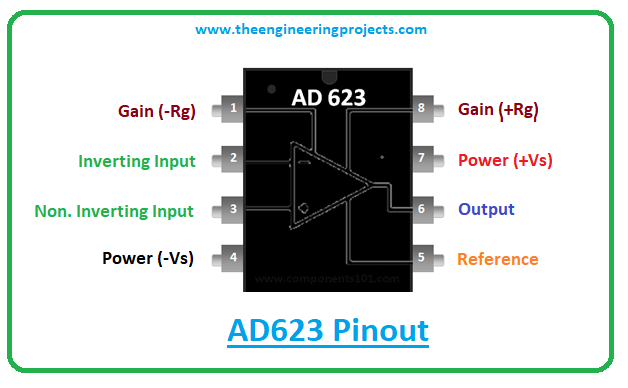 www.theengineeringprojects.com
AD 623
Gain (-Rg) 1 8 Gain (+Rg)
Inverting Input 2 7 Power (+Vs)
Non. Inverting Input 3 6 Output
Power (-Vs) 4 5 Reference
www.components101.com
AD623 Pinout